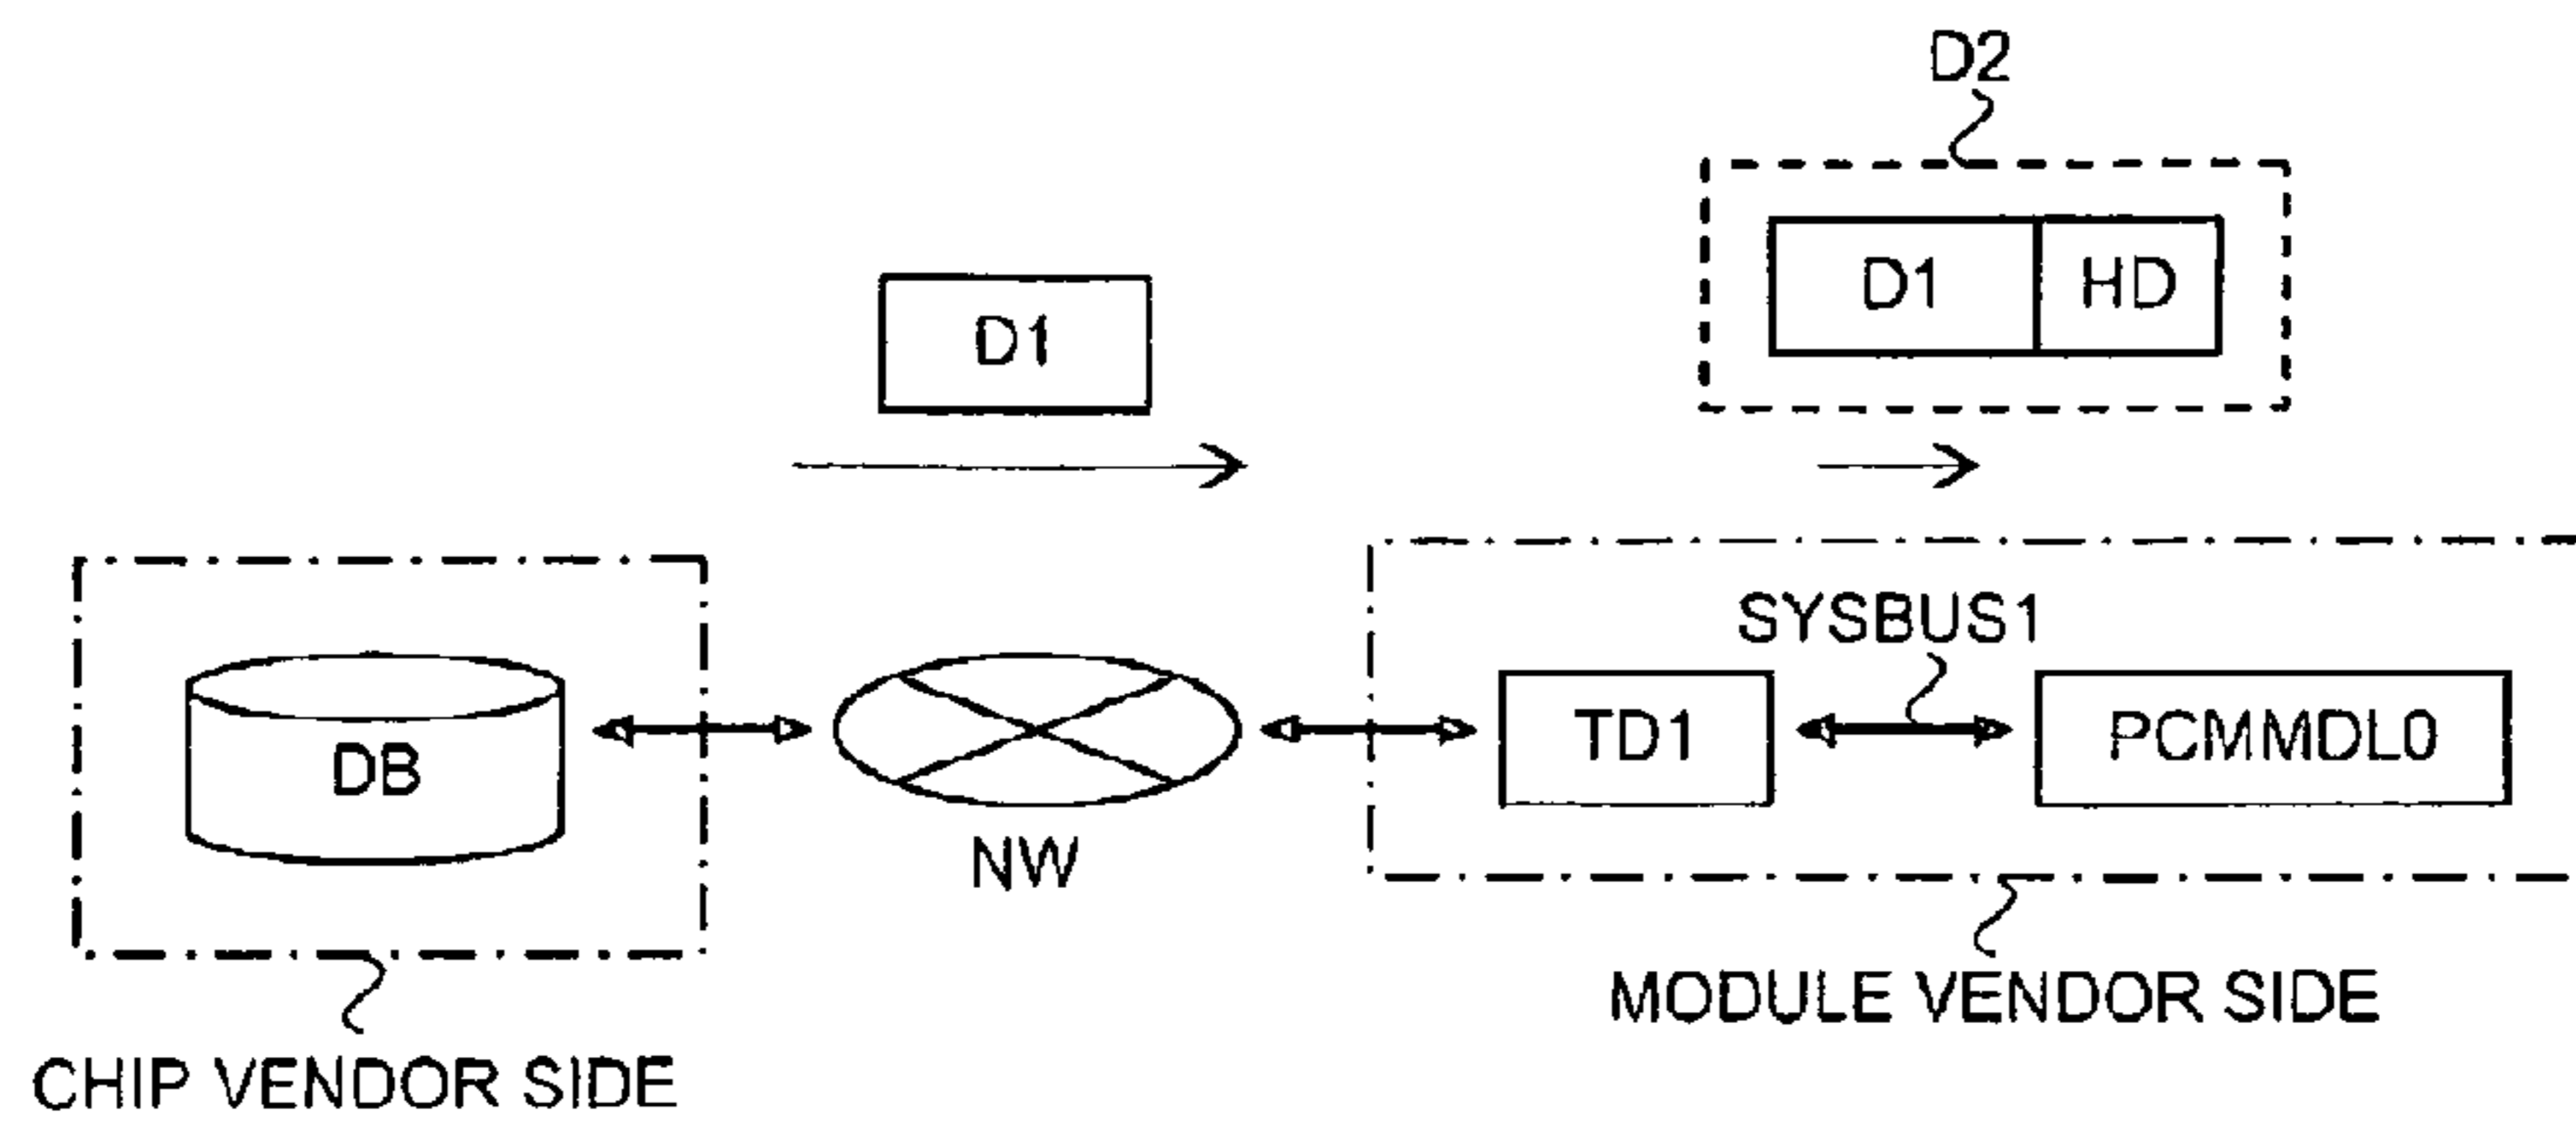 D2
D1 HD
D1
SYSBUS1
DB
TD1
PCMMDL0
NW
MODULE VENDOR SIDE
CHIP VENDOR SIDE